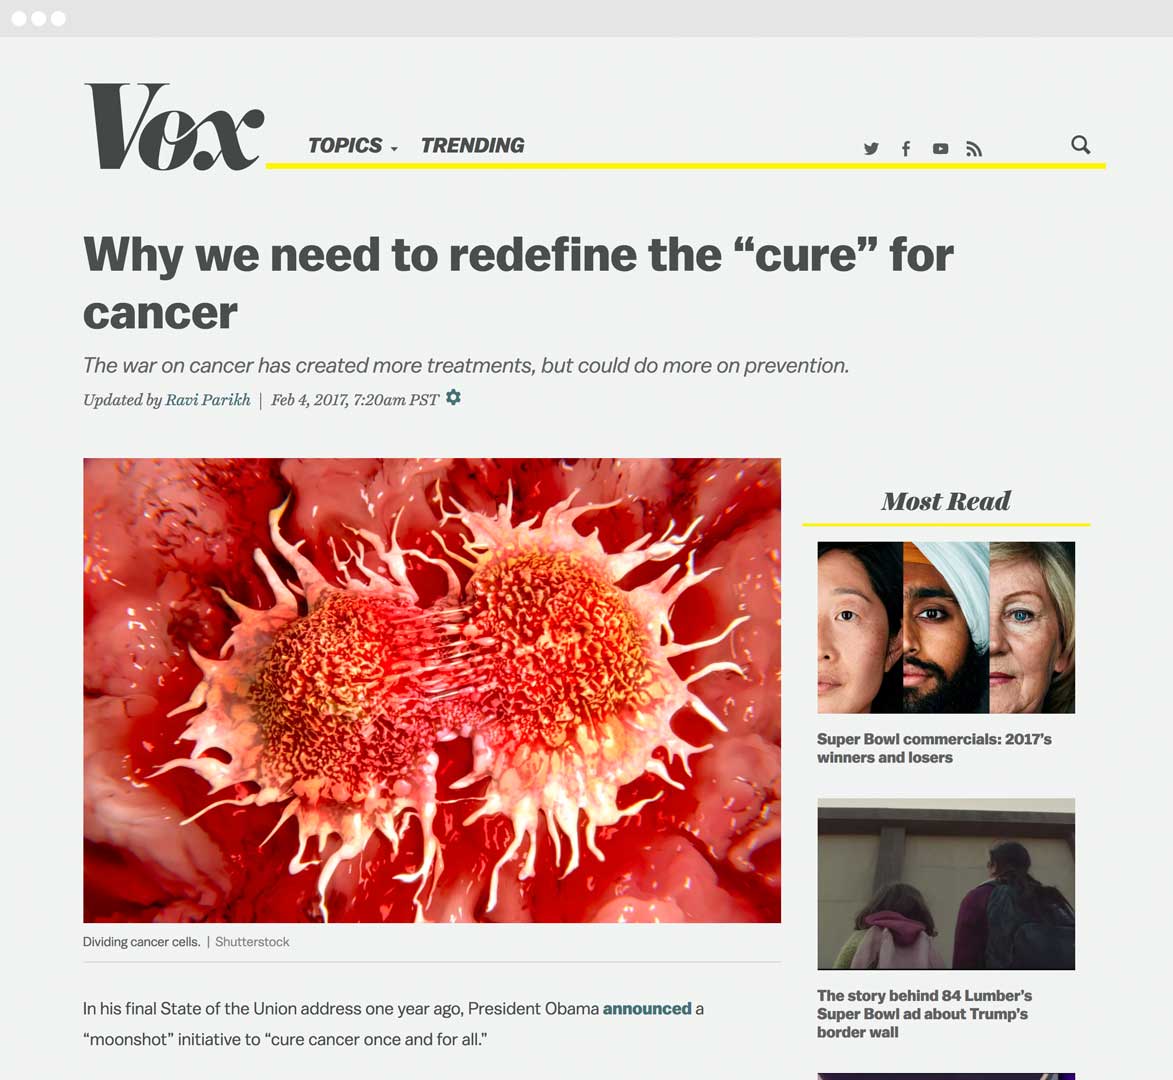 Vox
TOPICS TRENDING
Why we need to redefine the “cure” for
cancer
The war on cancer has created more treatments, but could do more on prevention.
Updated by Ravi Parikh | Feb 4, 2017, 7:20am PST
Dividing cancer cells. | Shutterstock
In his final State of the Union address one year ago, President Obama announced a
“moonshot” initiative to “cure cancer once and for all.”
Most Read
Super Bowl commercials: 2017’s
winners and losers
The story behind 84 Lumber’s
Super Bowl ad about Trump’s
border wall